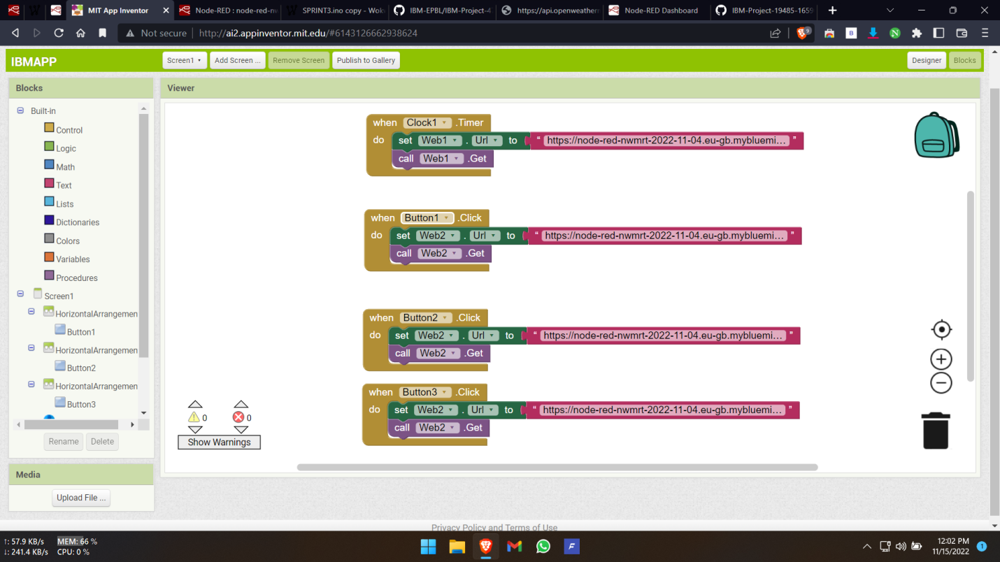 MIT App Inventor
Node-RED : node-red-nw
SPRINT3.ino copy - Wok
IBM-EPBL/IBM-Project-4
https://api.openweatherm
Node-RED Dashboard
IBM-Project-19485-1659
Not secure http://ai2.appinventor.mit.edu/#6143126662938624
9
IBMAPP
Screen1
Add Screen ...
Remove Screen
Publish to Gallery
Designer
Blocks
Blocks
Viewer
Built-in
Control
Logic
Math
Text
Lists
Dictionaries
Colors
Variables
Procedures
Screen1
HorizontalArrangemen
Button1
HorizontalArrangemen
Button2
HorizontalArrangemen
Button3
Rename
Delete
Media
Upload File ...
when Clock1 .Timer
do set Web1 . Url to “ https://node-red-nwmrt-2022-11-04.eu-gb.mybluemi... ”
call Web1 .Get
when Button1 .Click
do set Web2 . Url to “ https://node-red-nwmrt-2022-11-04.eu-gb.mybluemi... ”
call Web2 .Get
when Button2 .Click
do set Web2 . Url to “ https://node-red-nwmrt-2022-11-04.eu-gb.mybluemi... ”
call Web2 .Get
when Button3 .Click
do set Web2 . Url to “ https://node-red-nwmrt-2022-11-04.eu-gb.mybluemi... ”
call Web2 .Get
0 0
Show Warnings
Privacy Policy and Terms of Use
↑: 57.9 KB/s MEM: 66 %
↓: 241.4 KB/s CPU: 0 %
12:02 PM
11/15/2022
1